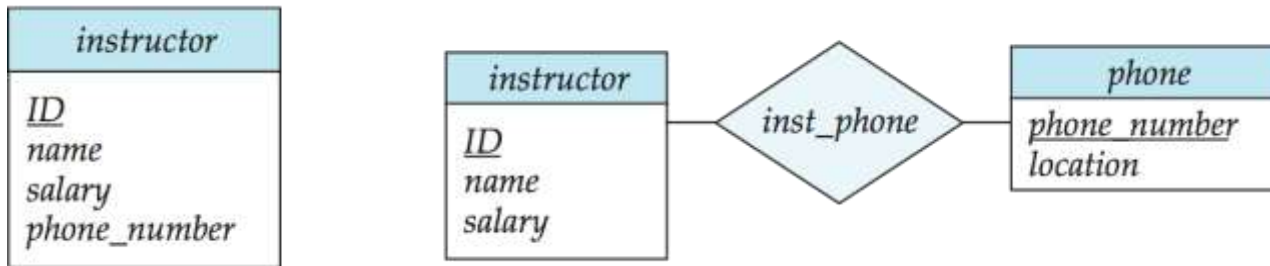 instructor
ID
name
salary
phone_number
instructor
ID
name
salary
inst_phone
phone
phone_number
location